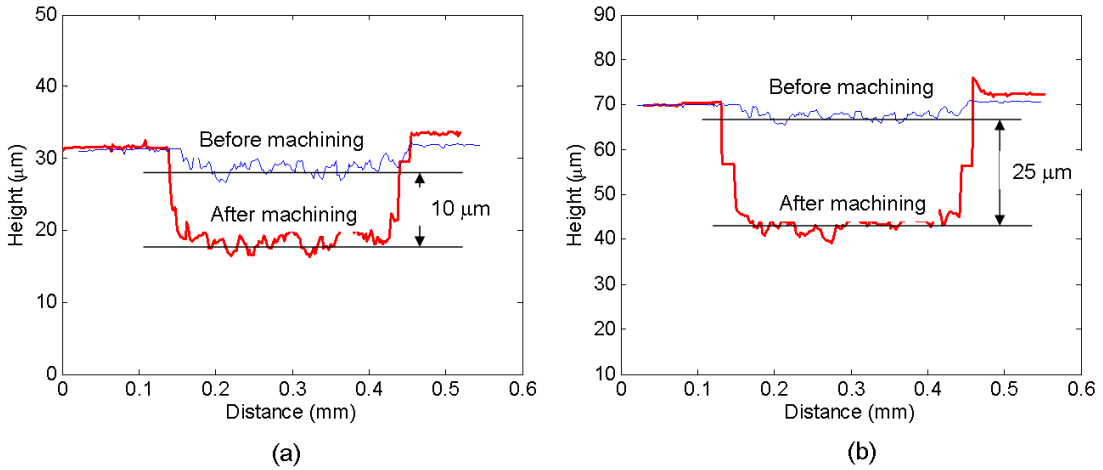 50
40
30
20
10
0
Height (μm)
Before machining
After machining
10 μm
0
0.1
0.2
0.3
0.4
0.5
0.6
Distance (mm)
(a)
90
80
70
60
50
40
30
20
10
Height (μm)
Before machining
After machining
25 μm
0
0.1
0.2
0.3
0.4
0.5
0.6
Distance (mm)
(b)